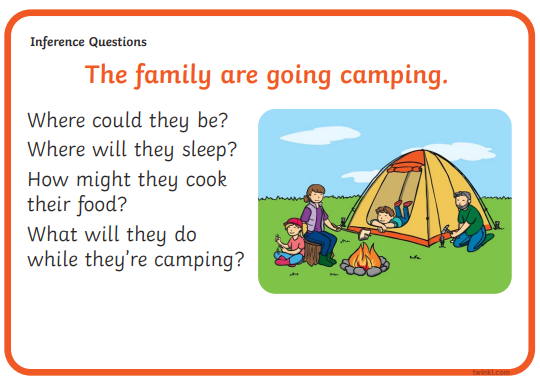 Inference Questions
The family are going camping.
Where could they be?
Where will they sleep?
How might they cook
their food?
What will they do
while they're camping?
twinkl.com